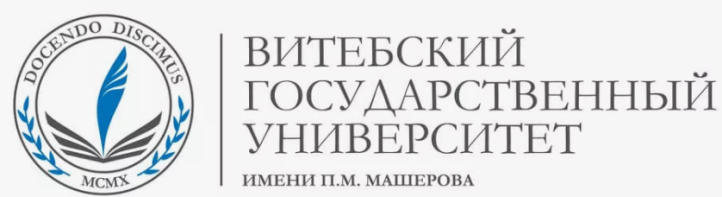 DOCENDO DISCIMUS
MCMX
ВИТЕБСКИЙ
ГОСУДАРСТВЕННЫЙ
УНИВЕРСИТЕТ
ИМЕНИ П.М. МАШЕРОВА